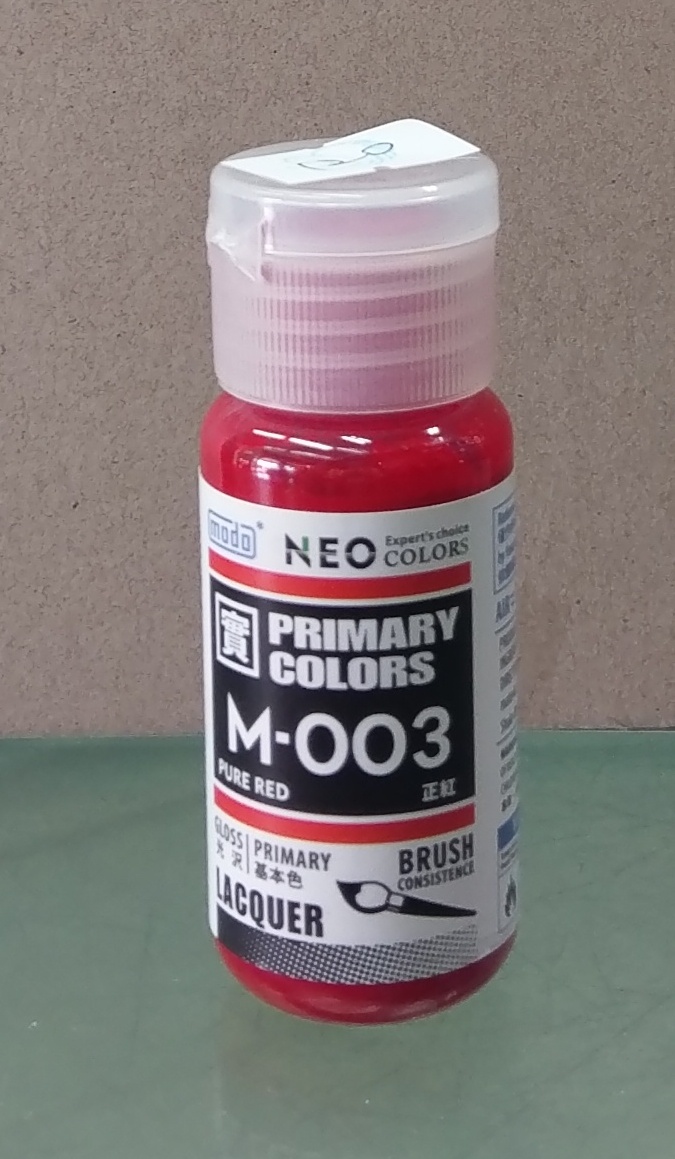 modo
NEO Expert's choice
COLORS
實 PRIMARY
COLORS
M-003
PURE RED 正紅
GLOSS PRIMARY BRUSH
光沢 基本色 CONSISTENCE
LACQUER